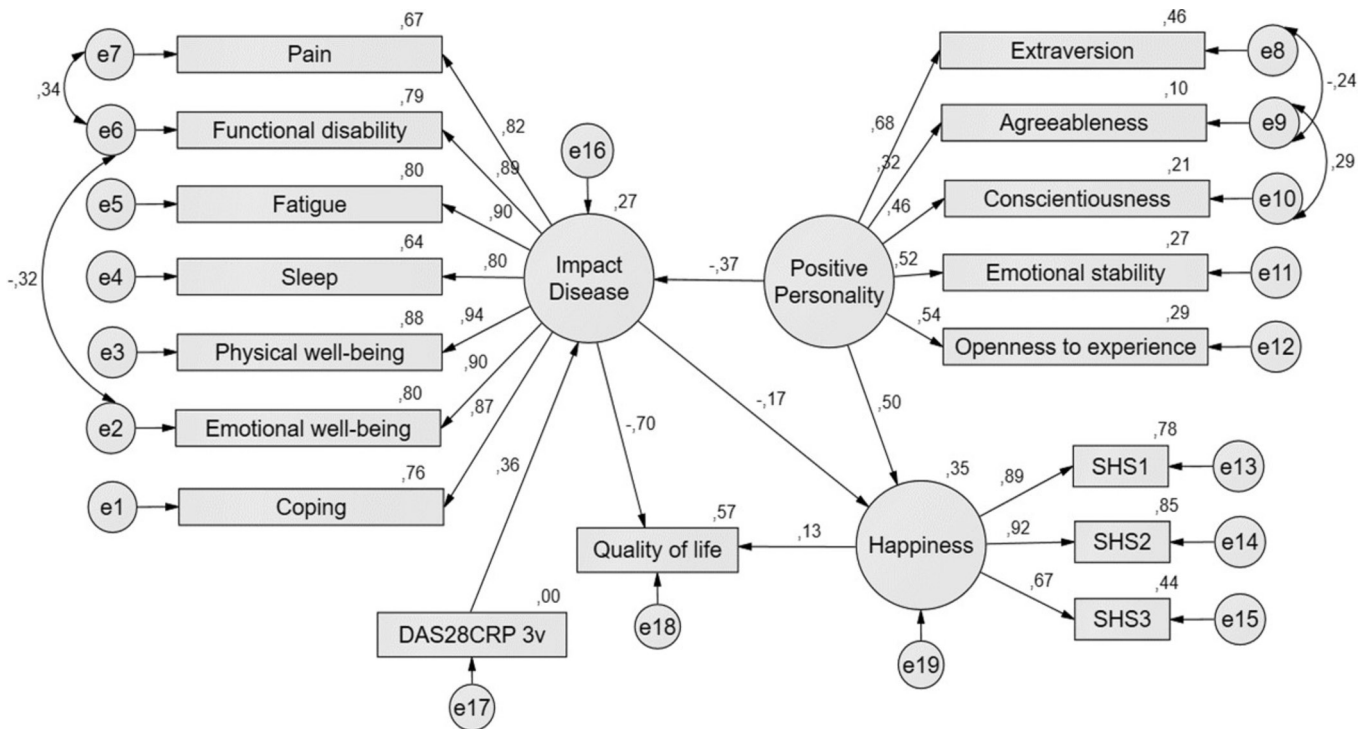 ,67
e7
Pain
,34
,79
e6
Functional disability
,80
e5
Fatigue
,64
e4
Sleep
-,32
,88
e3
Physical well-being
,80
e2
Emotional well-being
,76
e1
Coping
,82
,89
,90
,80
,94
,90
,87
e16
,27
Impact
Disease
-,37
Positive
Personality
,68
,32
,46
,52
,54
,46
Extraversion
e8
-,24
,10
Agreeableness
e9
,29
,21
Conscientiousness
e10
,27
Emotional stability
e11
,29
Openness to experience
e12
,36
-,70
-,17
,50
,00
DAS28CRP 3v
e17
,57
Quality of life
e18
,13
,35
Happiness
e19
,89
,92
,67
,78
SHS1
e13
,85
SHS2
e14
,44
SHS3
e15